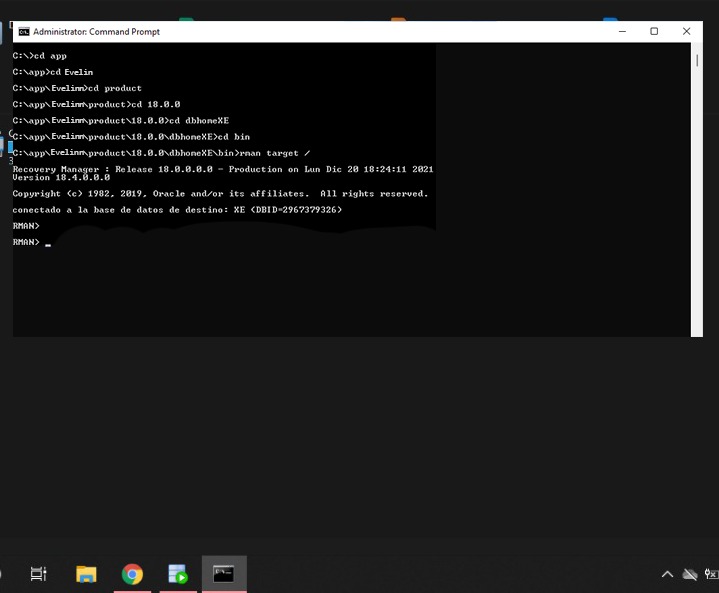 Administrator: Command Prompt
C:\>cd app
C:\app>cd Evelin
C:\app\Evelinm>cd product
C:\app\Evelinm\product>cd 18.0.0
C:\app\Evelinm\product\18.0.0>cd dbhomeXE
C:\app\Evelinm\product\18.0.0\dbhomeXE>cd bin
C:\app\Evelinm\product\18.0.0\dbhomeXE\bin>rman target /
Recovery Manager : Release 18.0.0.0.0 - Production on Lun Dic 20 18:24:11 2021
Version 18.4.0.0.0
Copyright (c) 1982, 2019, Oracle and/or its affiliates. All rights reserved.
conectado a la base de datos de destino: XE (DBID=2967379326)
RMAN>
RMAN> _